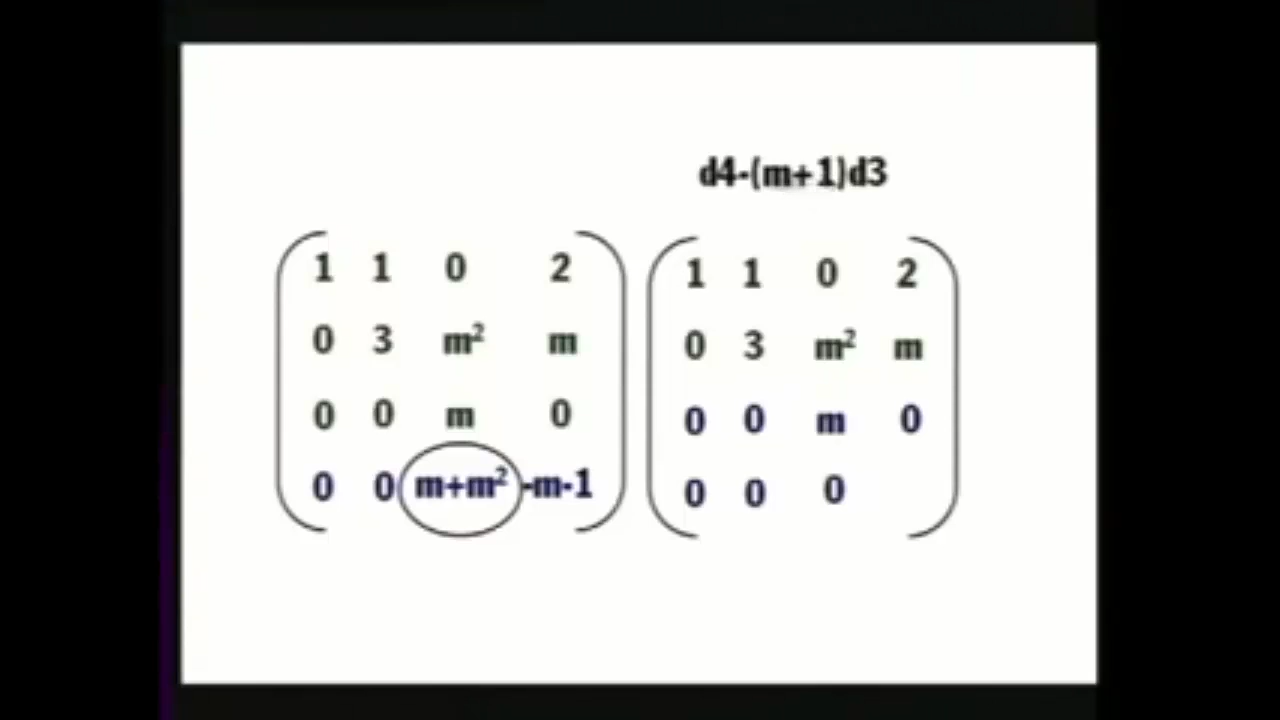 d4-(m+1)d3
1 1 0 2
0 3 m² m
0 0 m 0
0 0 m+m² -m-1
1 1 0 2
0 3 m² m
0 0 m 0
0 0 0